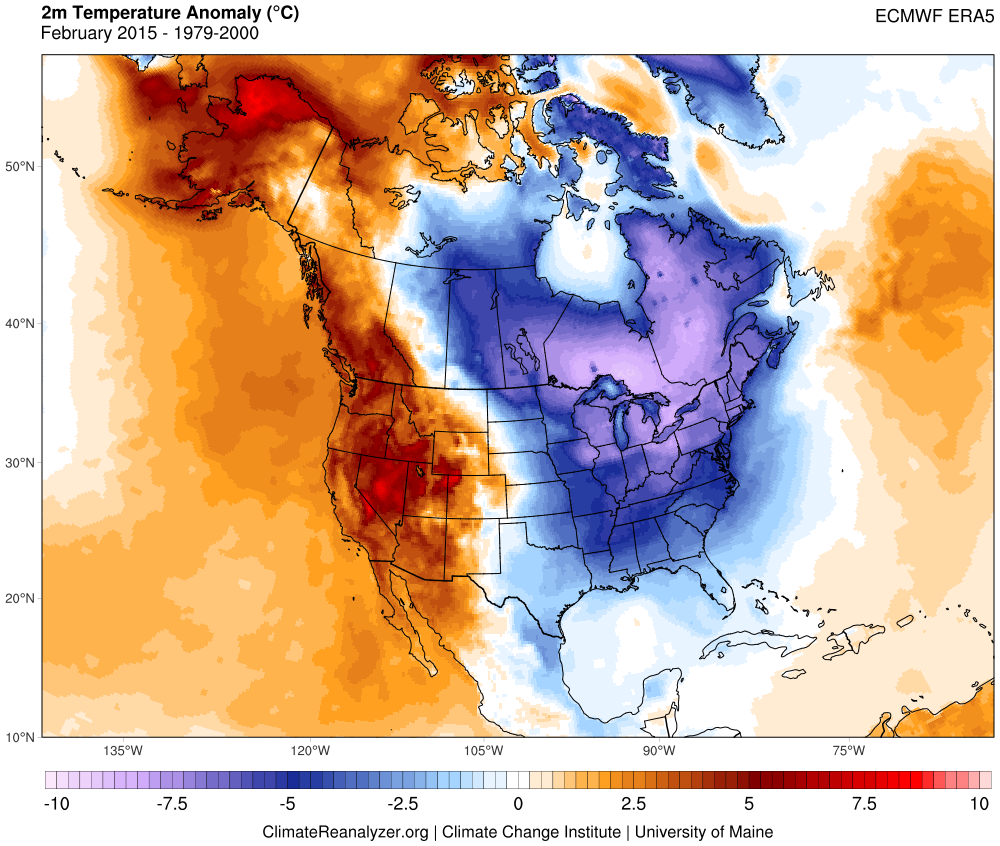 2m Temperature Anomaly (°C)
ECMWF ERA5
February 2015 - 1979-2000
50°N
40°N
30°N
20°N
10°N
135°W 120°W 105°W 90°W 75°W
-10 -7.5 -5 -2.5 0 2.5 5 7.5 10
ClimateReanalyzer.org | Climate Change Institute | University of Maine